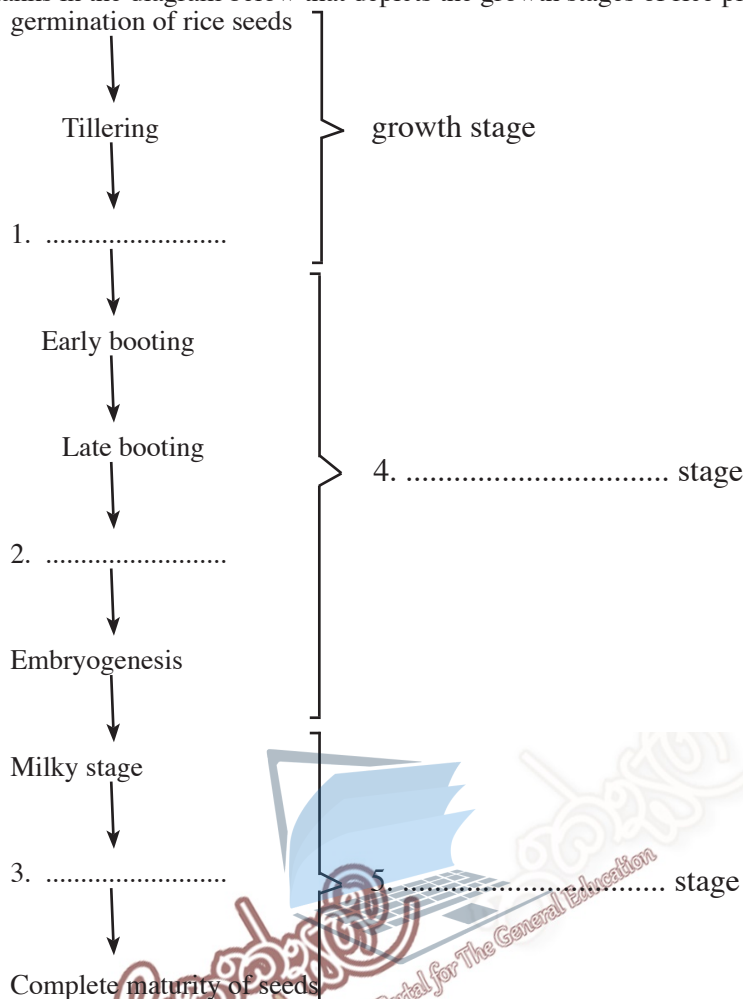 germination of rice seeds
Tillering
growth stage
1. ..........................
Early booting
Late booting
4. ................................ stage
2. ..........................
Embryogenesis
Milky stage
3. ..........................
5. ................................ stage
Complete maturity of seeds
Portal for The General Education